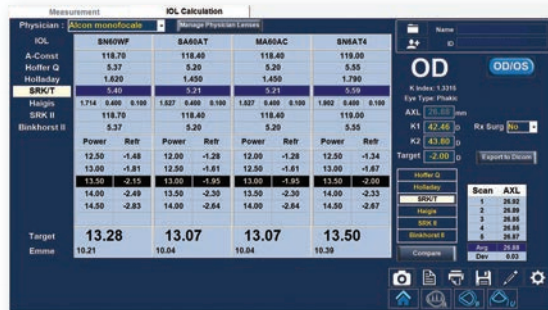 Measurement
IOL Calculation
Physician : Alcon monofocale Manage Physician Lenses
IOL SN60WF SA60AT MA60AC SN6AT4
A-Const 118.70 118.40 118.40 119.00
Hoffer Q 5.37 5.20 5.20 5.55
Holladay 1.620 1.450 1.450 1.790
SRK/T 5.40 5.21 5.21 5.59
Haigis 1.714 0.400 0.100 1.527 0.400 0.100 1.527 0.400 0.100 1.902 0.400 0.100
SRK II 118.70 118.40 118.40 119.00
Binkhorst II 5.37 5.20 5.20 5.55
Power Refr Power Refr Power Refr Power Refr
12.50 -1.48 12.00 -1.28 12.00 -1.28 12.50 -1.34
13.00 -1.81 12.50 -1.61 12.50 -1.61 13.00 -1.67
13.50 -2.15 13.00 -1.95 13.00 -1.95 13.50 -2.00
14.00 -2.49 13.50 -2.30 13.50 -2.30 14.00 -2.33
14.50 -2.83 14.00 -2.64 14.00 -2.64 14.50 -2.67
Target 13.28 13.07 13.07 13.50
Emme 10.21 10.04 10.04 10.39
Name
ID
OD
OD/OS
K Index: 1.3315
Eye Type: Phakic
AXL 26.88 mm
K1 42.46 D Rx Surg No
K2 43.80 D
Target -2.00 D Export to Dicom
Hoffer Q
Holladay
SRK/T
Haigis
SRK II
Binkhorst II
Compare
Scan AXL
1 26.92
2 26.89
3 26.85
4 26.86
5 26.87
Avg 26.88
Dev 0.03